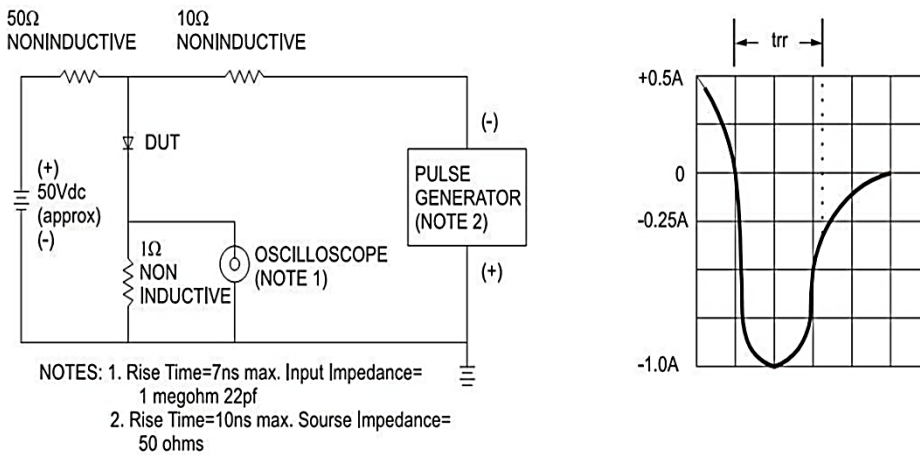 50Ω
NONINDUCTIVE
10Ω
NONINDUCTIVE
DUT
(+)
50Vdc
(approx)
(-)
1Ω
NON
INDUCTIVE
OSCILLOSCOPE
(NOTE 1)
(-)
PULSE
GENERATOR
(NOTE 2)
(+)
NOTES: 1. Rise Time=7ns max. Input Impedance=
1 megohm 22pf
2. Rise Time=10ns max. Sourse Impedance=
50 ohms
trr
+0.5A
0
-0.25A
-1.0A